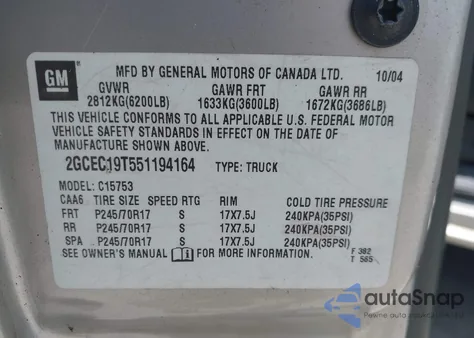 GM
MFD BY GENERAL MOTORS OF CANADA LTD. 10/04
GVWR GAWR FRT GAWR RR
2812KG(6200LB) 1633KG(3600LB) 1672KG(3686LB)
THIS VEHICLE CONFORMS TO ALL APPLICABLE U.S. FEDERAL MOTOR
VEHICLE SAFETY STANDARDS IN EFFECT ON THE DATE OF
MANUFACTURE SHOWN ABOVE.
2GCEC19T551194164 TYPE: TRUCK
MODEL: C15753
CAA6 TIRE SIZE SPEED RTG RIM COLD TIRE PRESSURE
FRT P245/70R17 S 17X7.5J 240KPA(35PSI)
RR P245/70R17 S 17X7.5J 240KPA(35PSI)
SPA P245/70R17 S 17X7.5J 240KPA(35PSI)
SEE OWNER'S MANUAL FOR MORE INFORMATION F 382
T 565
autoSnap
Pe piața auto.